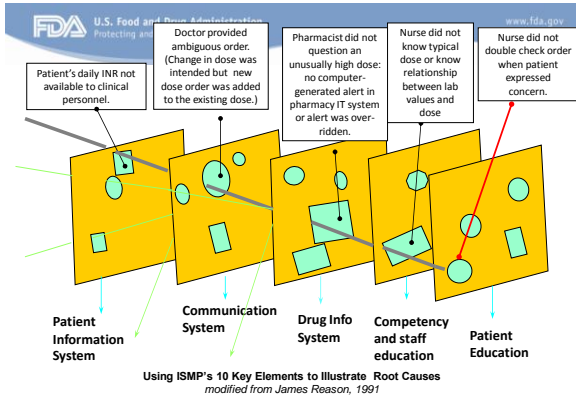 FDA U.S. Food and Drug Administration
Protecting and
www.fda.gov
Patient's daily INR not
available to clinical
personnel.
Doctor provided
ambiguous order.
(Change in dose was
intended but new
dose order was added
to the existing dose.)
Pharmacist did not
question an
unusually high dose:
no computer-
generated alert in
pharmacy IT system
or alert was over-
ridden.
Nurse did not
know typical
dose or know
relationship
between lab
values and
dose
Nurse did not
double check order
when patient
expressed
concern.
Patient
Information
System
Communication
System
Drug Info
System
Competency
and staff
education
Patient
Education
Using ISMP's 10 Key Elements to Illustrate Root Causes
modified from James Reason, 1991